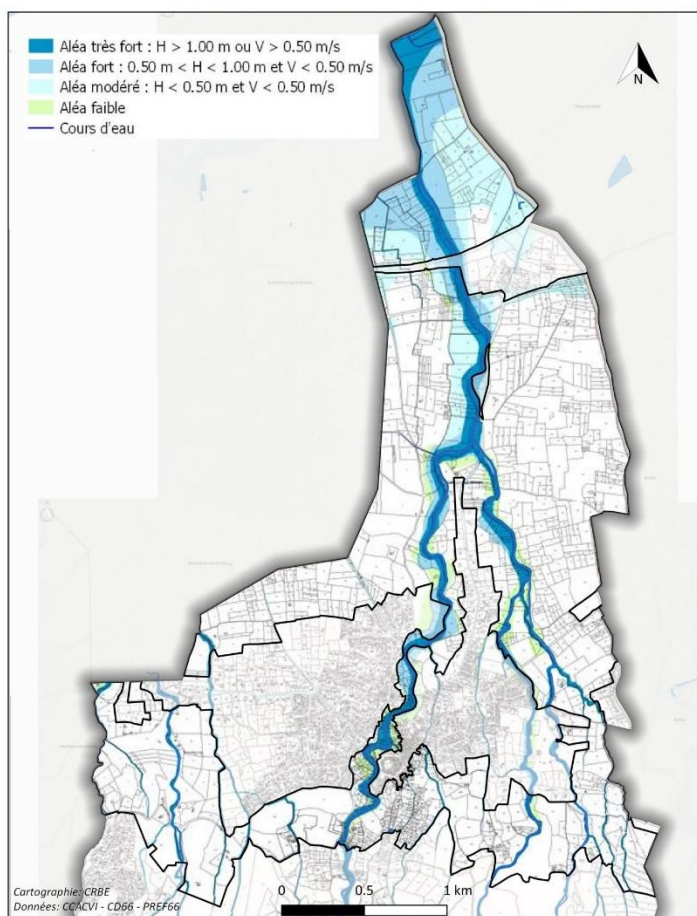 Aléa très fort : H > 1.00 m ou V > 0.50 m/s
Aléa fort : 0.50 m < H < 1.00 m et V < 0.50 m/s
Aléa modéré : H < 0.50 m et V < 0.50 m/s
Aléa faible
Cours d'eau
N
Cartographie: CRBE
Données: CCACVI - CD66 - PREF66
0 0.5 1 km